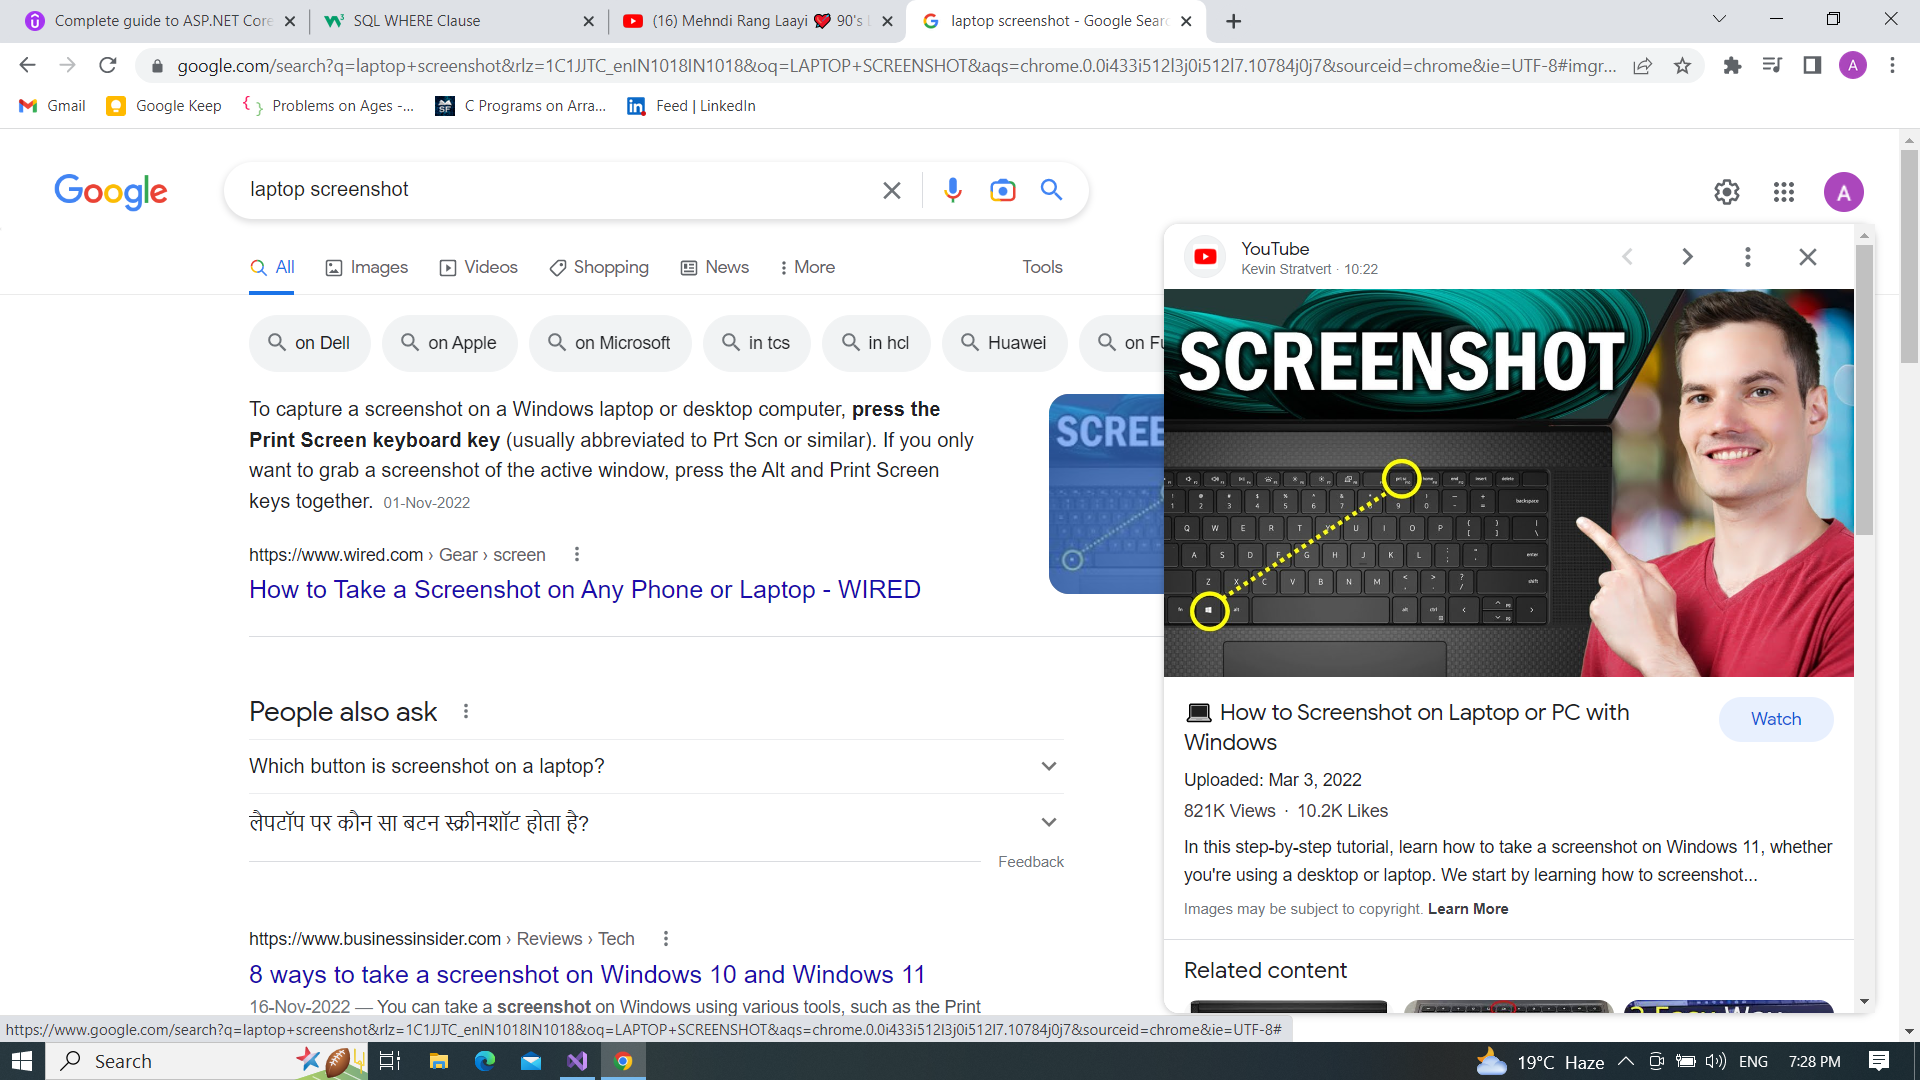 Complete guide to ASP.NET Core
SQL WHERE Clause
(16) Mehndi Rang Laayi ❤ 90's
laptop screenshot - Google Searc
google.com/search?q=laptop+screenshot&rlz=1C1JJTC_enIN1018IN1018&oq=LAPTOP+SCREENSHOT&aqs=chrome.0.0i433i512l3j0i512l7.10784j0j7&sourceid=chrome&ie=UTF-8#imgr...
A
Gmail
Google Keep
Problems on Ages -...
C Programs on Arra...
Feed | LinkedIn
Google
laptop screenshot
A
All
Images
Videos
Shopping
News
More
Tools
on Dell
on Apple
on Microsoft
in tcs
in hcl
Huawei
on Fu
To capture a screenshot on a Windows laptop or desktop computer, press the
Print Screen keyboard key (usually abbreviated to Prt Scn or similar). If you only
want to grab a screenshot of the active window, press the Alt and Print Screen
keys together. 01-Nov-2022
SCREE
https://www.wired.com › Gear › screen
How to Take a Screenshot on Any Phone or Laptop - WIRED
People also ask
Which button is screenshot on a laptop?
लैपटॉप पर कौन सा बटन स्क्रीनशॉट होता है?
Feedback
https://www.businessinsider.com › Reviews › Tech
8 ways to take a screenshot on Windows 10 and Windows 11
16-Nov-2022 — You can take a screenshot on Windows using various tools, such as the Print
YouTube
Kevin Stratvert · 10:22
SCREENSHOT
backspace
Q W E R T Y U I O P
A S D F G H J K L
enter
Z X C V B N M
shift
fn
alt
alt
ctrl
💻 How to Screenshot on Laptop or PC with
Windows
Watch
Uploaded: Mar 3, 2022
821K Views · 10.2K Likes
In this step-by-step tutorial, learn how to take a screenshot on Windows 11, whether
you're using a desktop or laptop. We start by learning how to screenshot...
Images may be subject to copyright. Learn More
Related content
https://www.google.com/search?q=laptop+screenshot&rlz=1C1JJTC_enIN1018IN1018&oq=LAPTOP+SCREENSHOT&aqs=chrome.0.0i433i512l3j0i512l7.10784j0j7&sourceid=chrome&ie=UTF-8#
Search
19°C Haze
ENG
7:28 PM